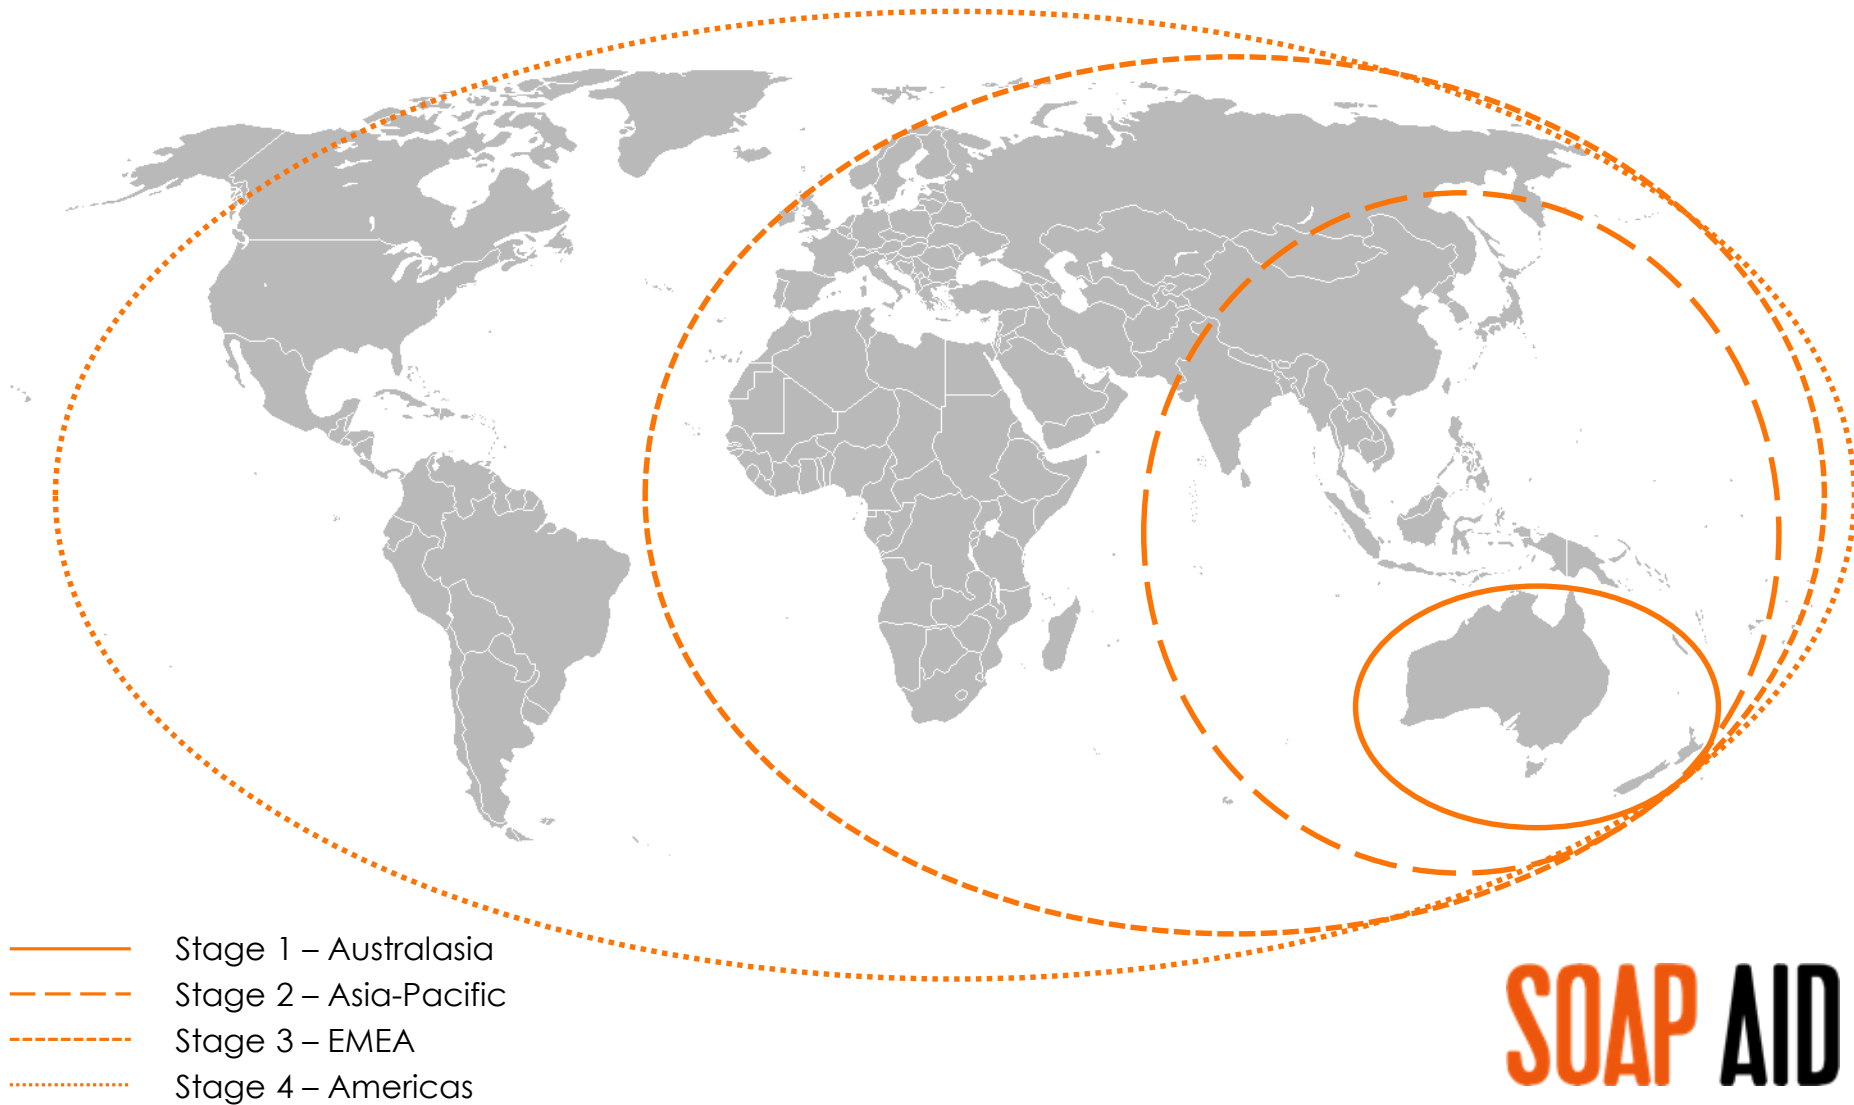 Stage 1 – Australasia
Stage 2 – Asia-Pacific
Stage 3 – EMEA
Stage 4 – Americas
SOAP AID